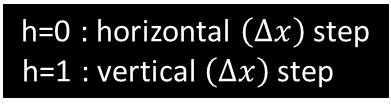 h=0 : horizontal (Δ𝑥) step
h=1 : vertical (Δ𝑥) step